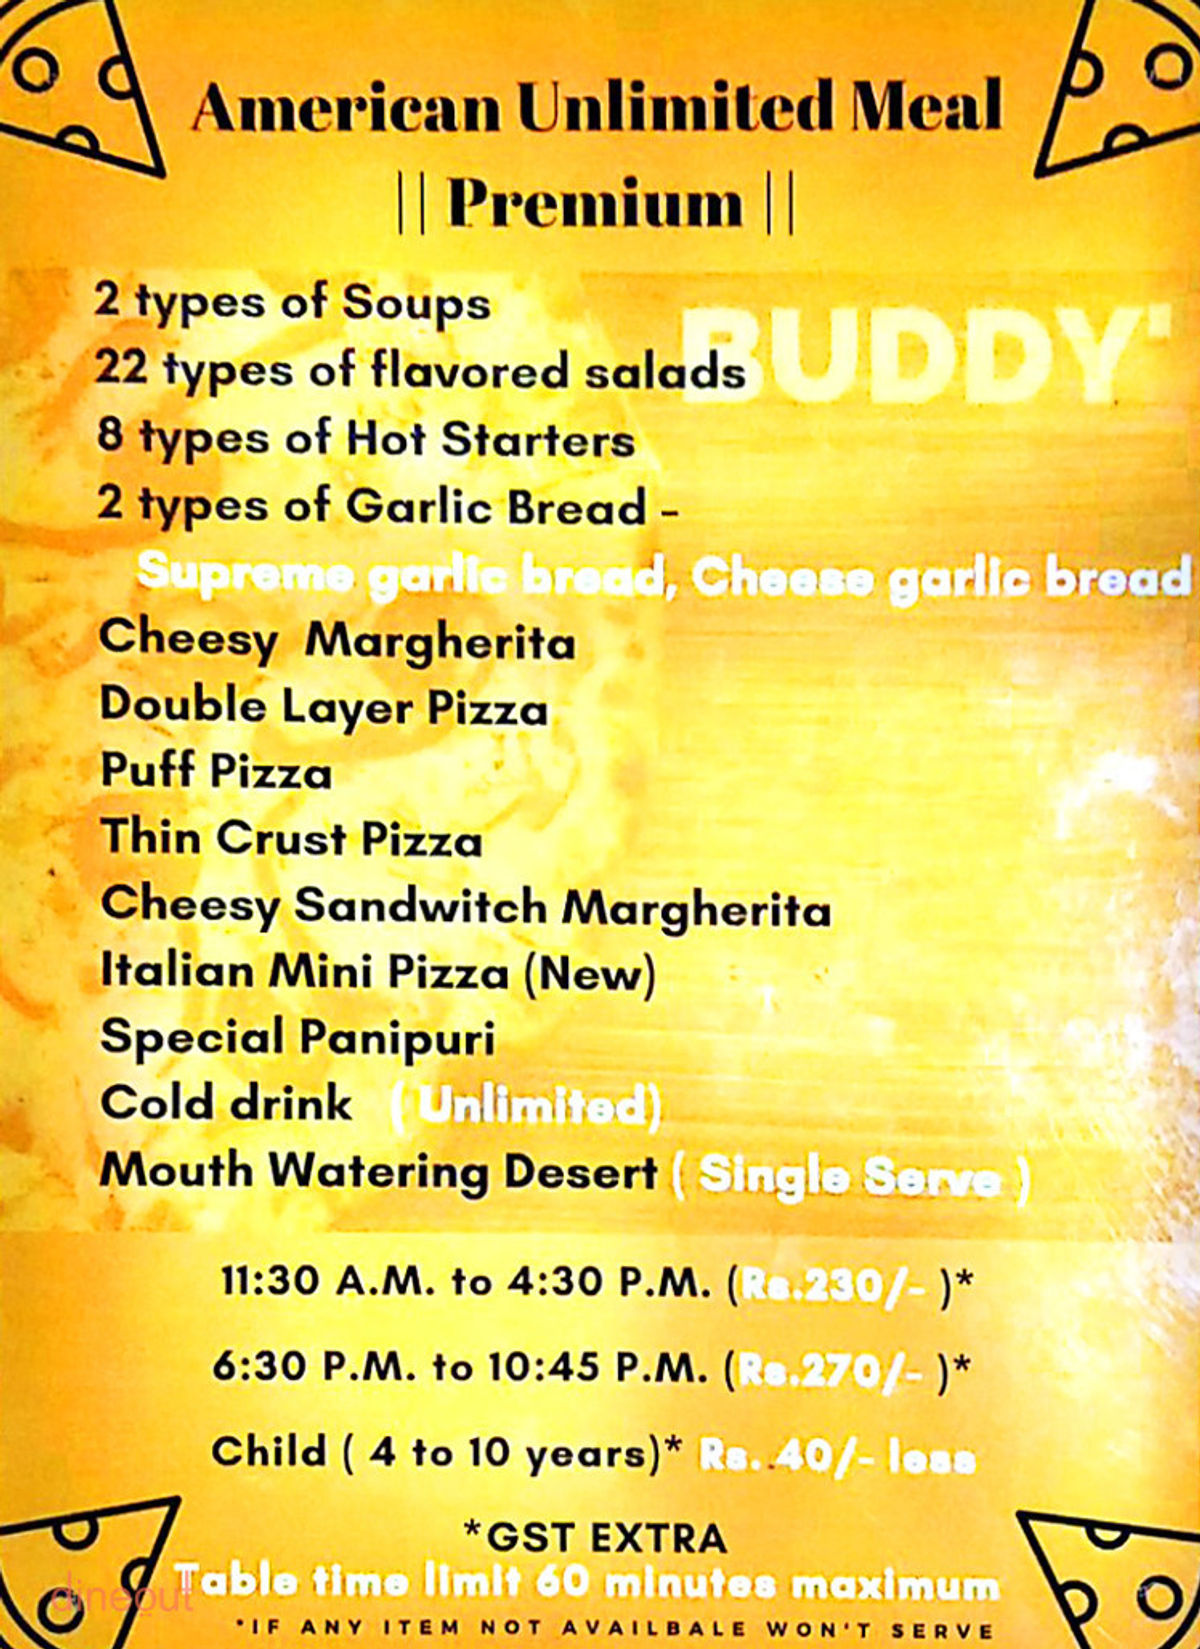 American Unlimited Meal
|| Premium ||
BUDDY'
2 types of Soups
22 types of flavored salads
8 types of Hot Starters
2 types of Garlic Bread -
Supreme garlic bread, Cheese garlic bread
Cheesy Margherita
Double Layer Pizza
Puff Pizza
Thin Crust Pizza
Cheesy Sandwitch Margherita
Italian Mini Pizza (New)
Special Panipuri
Cold drink ( Unlimited)
Mouth Watering Desert ( Single Serve )
11:30 A.M. to 4:30 P.M. (Rs.230/- )*
6:30 P.M. to 10:45 P.M. (Rs.270/- )*
Child ( 4 to 10 years)* Rs..40/- less
*GST EXTRA
Table time limit 60 minutes maximum
dineout
*IF ANY ITEM NOT AVAILBALE WON'T SERVE